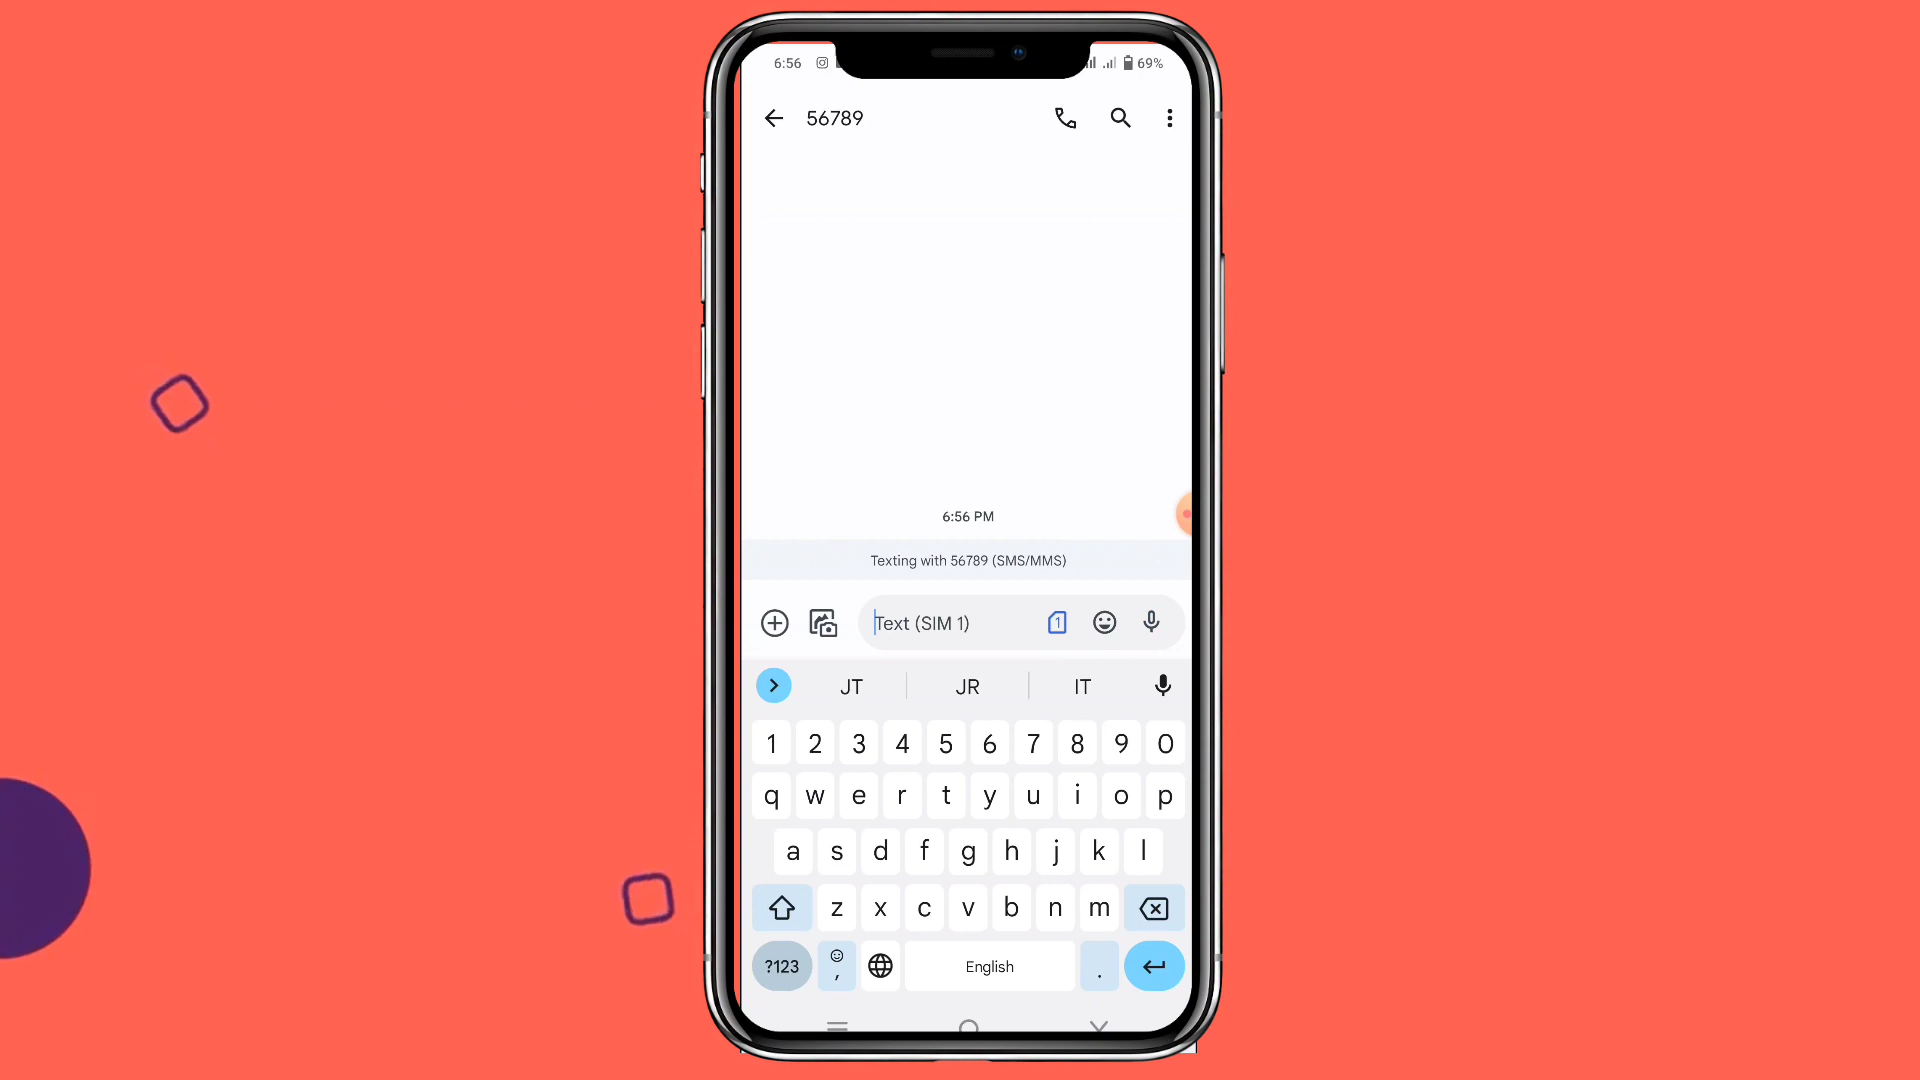 6:56 69%
56789
6:56 PM
Texting with 56789 (SMS/MMS)
Text (SIM 1) 1
JT JR IT
1 2 3 4 5 6 7 8 9 0
q w e r t y u i o p
a s d f g h j k l
z x c v b n m
?123 , English .